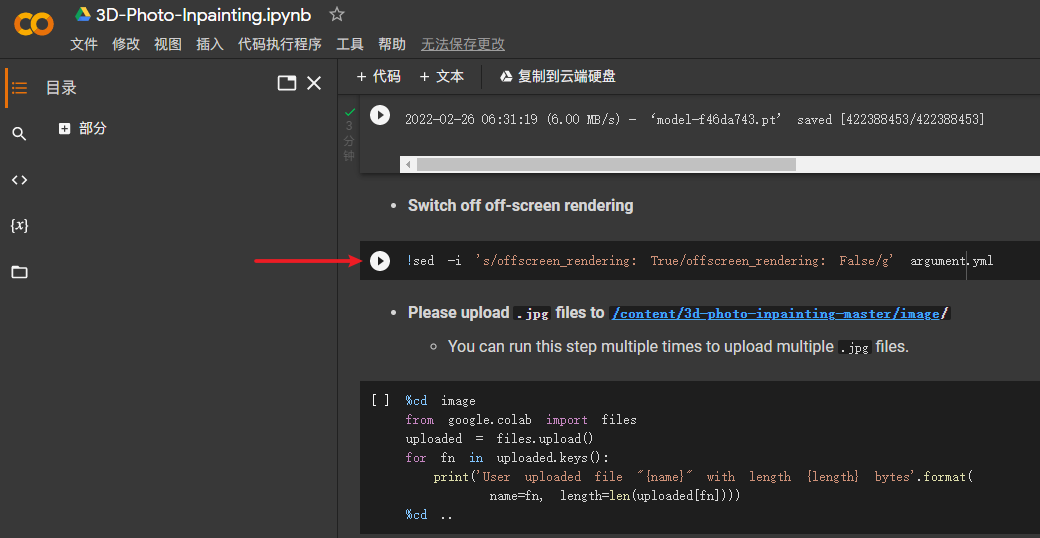 3D-Photo-Inpainting.ipynb
文件 修改 视图 插入 代码执行程序 工具 帮助 无法保存更改
目录
+ 代码 + 文本 复制到云端硬盘
部分
3
分
钟
2022-02-26 06:31:19 (6.00 MB/s) - ‘model-f46da743.pt’ saved [422388453/422388453]
{x}
• Switch off off-screen rendering
!sed -i 's/offscreen_rendering: True/offscreen_rendering: False/g' argument.yml
• Please upload .jpg files to /content/3d-photo-inpainting-master/image/
◦ You can run this step multiple times to upload multiple .jpg files.
[ ] %cd image
from google.colab import files
uploaded = files.upload()
for fn in uploaded.keys():
print('User uploaded file "{name}" with length {length} bytes'.format(
name=fn, length=len(uploaded[fn])))
%cd ..